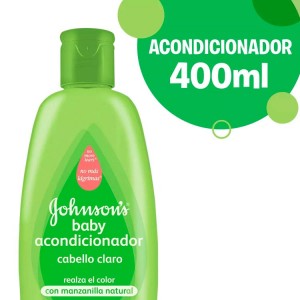 ACONDICIONADOR
400ml
no más
lágrimas
Johnson's
baby
acondicionador
cabello claro
realza el color
con manzanilla natural